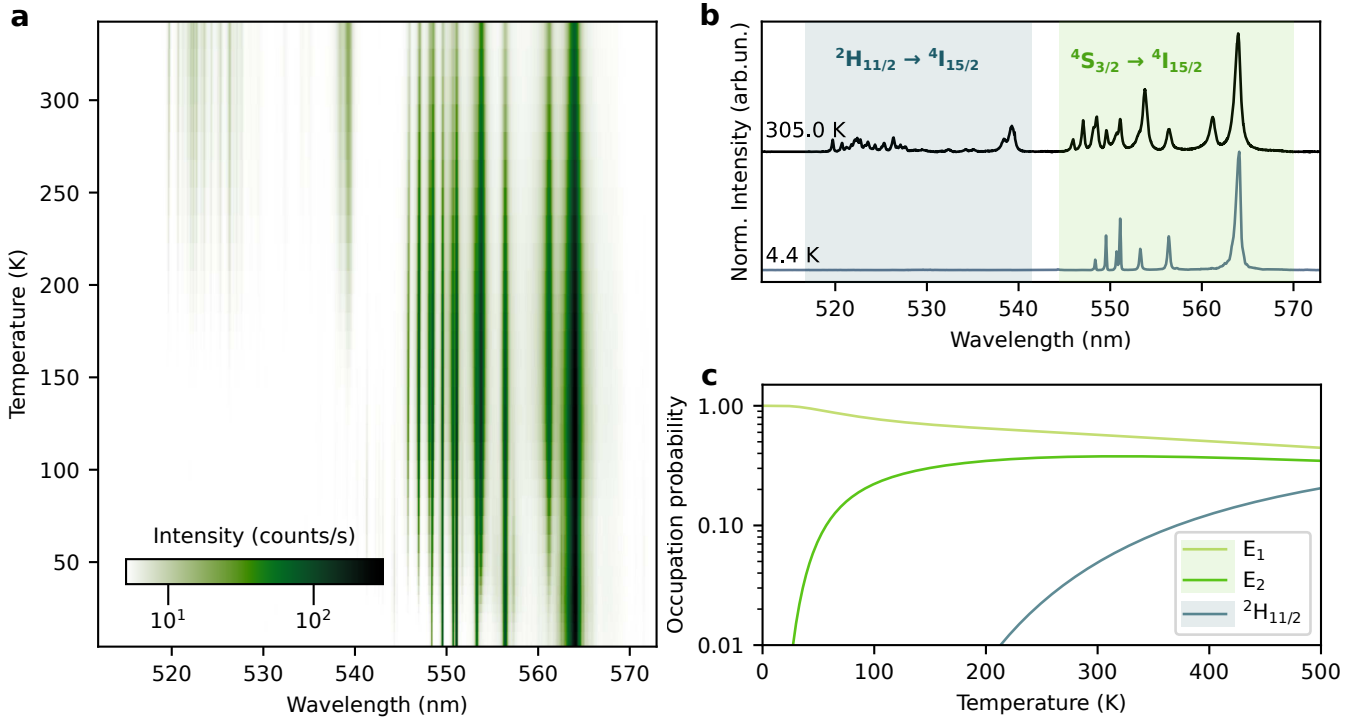 a
Temperature (K)
300
250
200
150
100
50
Intensity (counts/s)
10¹ 10²
520 530 540 550 560 570
Wavelength (nm)
b
Norm. Intensity (arb.un.)
²H₁₁/₂ → ⁴I₁₅/₂
⁴S₃/₂ → ⁴I₁₅/₂
305.0 K
4.4 K
520 530 540 550 560 570
Wavelength (nm)
c
Occupation probability
1.00
0.10
0.01
E₁
E₂
²H₁₁/₂
0 100 200 300 400 500
Temperature (K)